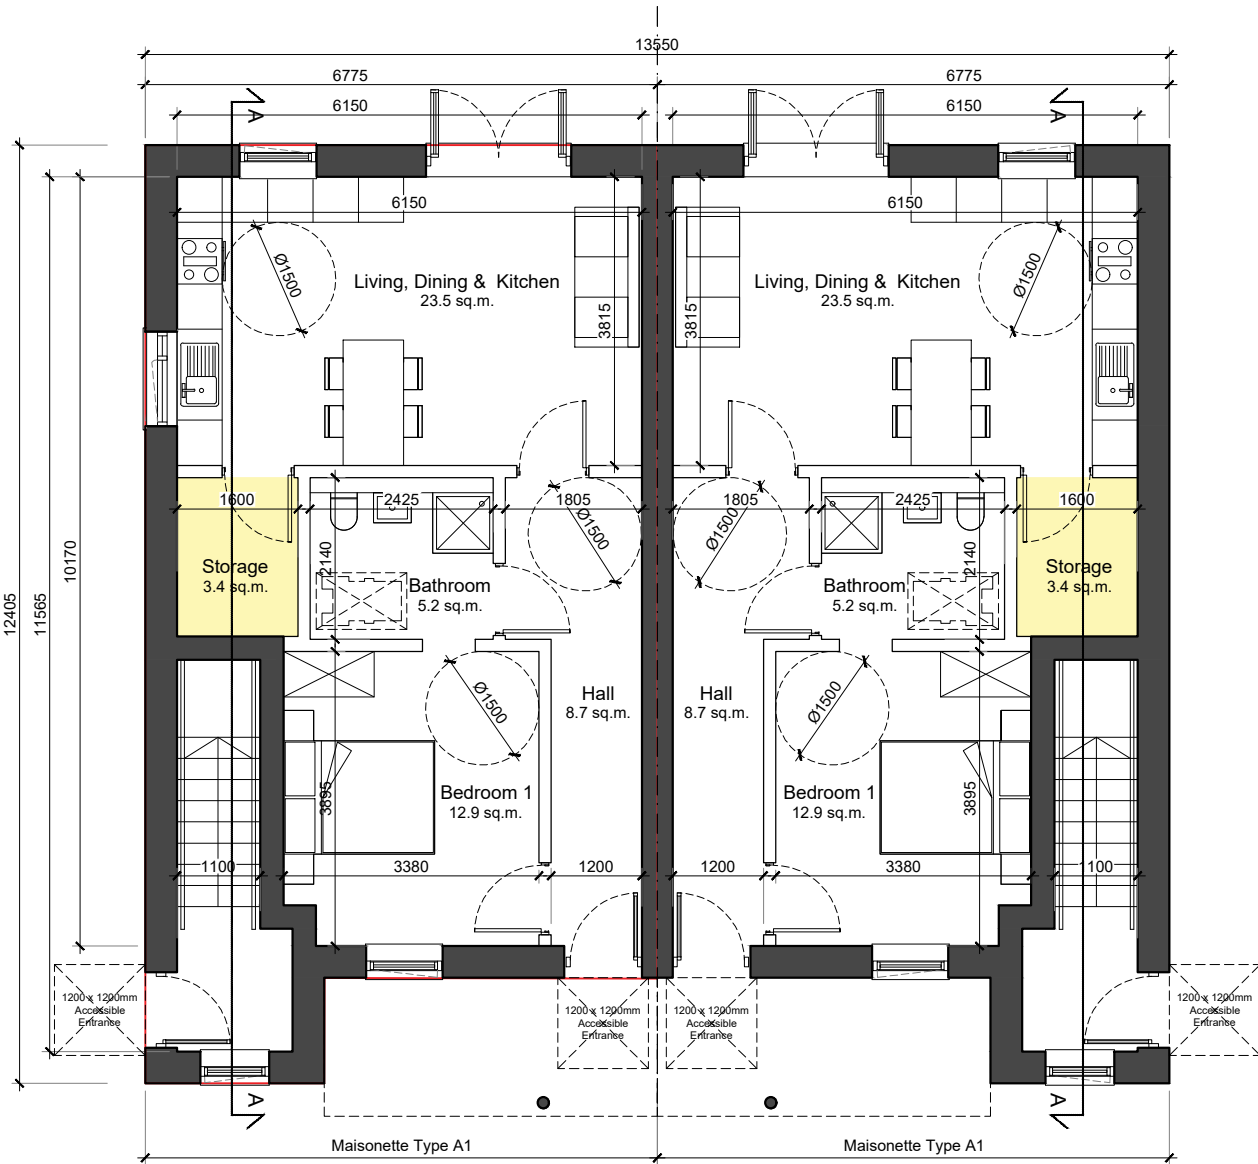 13550
6775
6775
6150
6150
A
A
6150
6150
Ø1500
Ø1500
Living, Dining & Kitchen
23.5 sq.m.
Living, Dining & Kitchen
23.5 sq.m.
3815
3815
1600
2425
1805
1805
2425
1600
Ø1500
Ø1500
2140
2140
Storage
3.4 sq.m.
Bathroom
5.2 sq.m.
Bathroom
5.2 sq.m.
Storage
3.4 sq.m.
10170
11565
12405
Ø1500
Ø1500
Hall
8.7 sq.m.
Hall
8.7 sq.m.
3895
3895
Bedroom 1
12.9 sq.m.
Bedroom 1
12.9 sq.m.
1100
3380
1200
1200
3380
1100
1200 x 1200mm
Accessible
Entrance
1200 x 1200mm
Accessible
Entrance
1200 x 1200mm
Accessible
Entrance
1200 x 1200mm
Accessible
Entrance
A
A
Maisonette Type A1
Maisonette Type A1